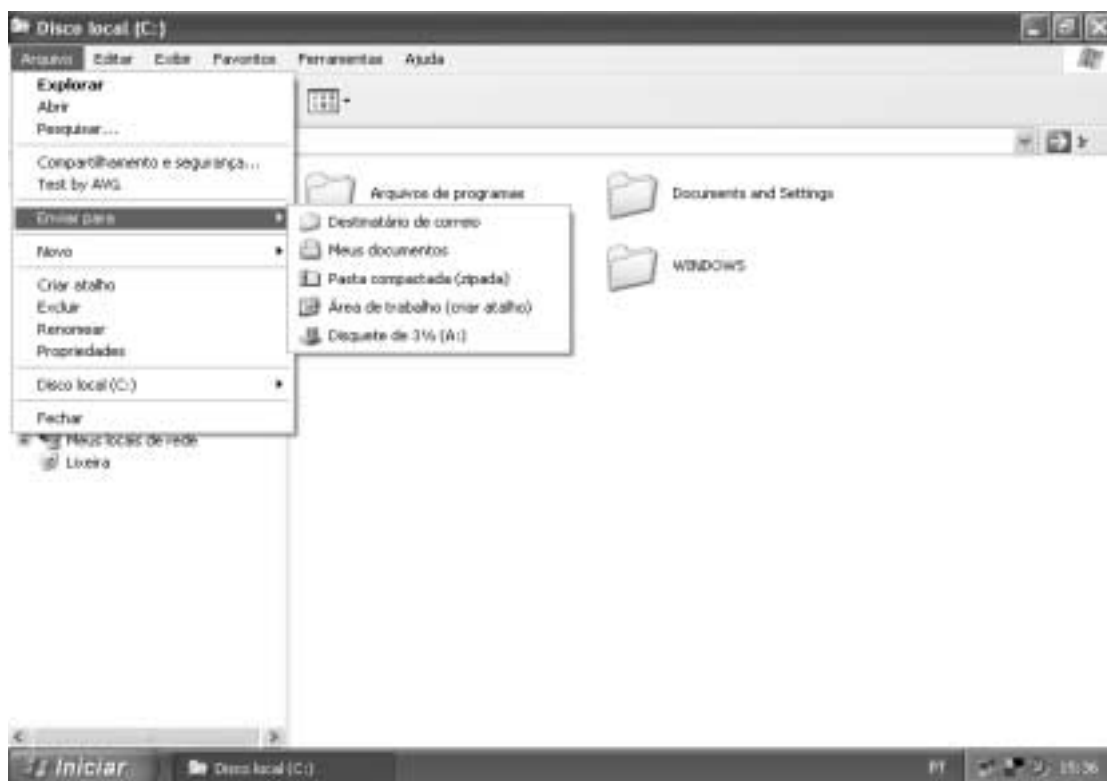 Disco local (C:)
Arquivo Editar Exibir Favoritos Ferramentas Ajuda
Explorar
Abrir
Pesquisar...
Compartilhamento e segurança...
Test by AVG
Enviar para
Novo
Criar atalho
Excluir
Renomear
Propriedades
Disco local (C:)
Fechar
Destinatário de correio
Meus documentos
Pasta compactada (zipada)
Área de trabalho (criar atalho)
Disquete de 3½ (A:)
Arquivos de programas
Documents and Settings
WINDOWS
Meus locais de rede
Lixeira
Iniciar
Disco local (C:)
PT
15:36